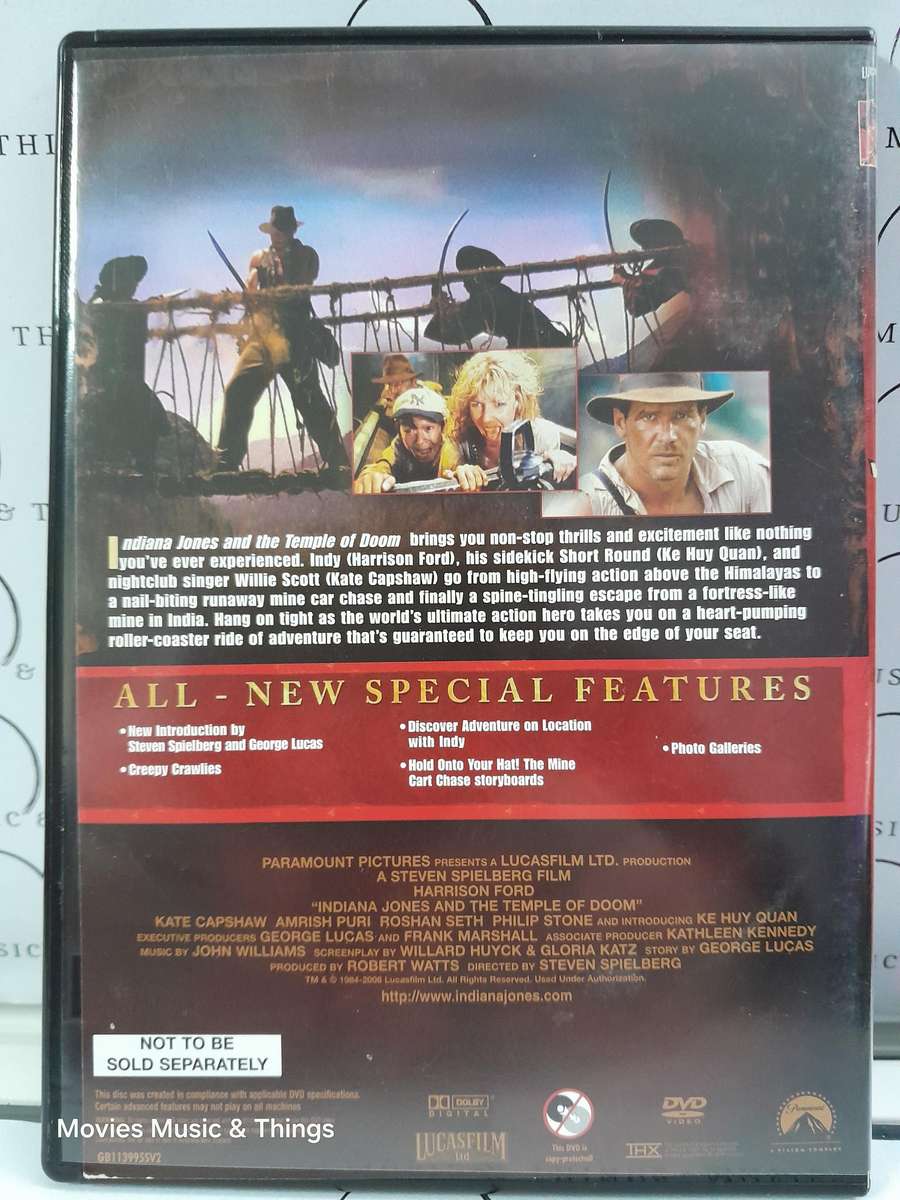 Indiana Jones and the Temple of Doom brings you non-stop thrills and excitement like nothing
you've ever experienced. Indy (Harrison Ford), his sidekick Short Round (Ke Huy Quan), and
nightclub singer Willie Scott (Kate Capshaw) go from high-flying action above the Himalayas to
a nail-biting runaway mine car chase and finally a spine-tingling escape from a fortress-like
mine in India. Hang on tight as the world's ultimate action hero takes you on a heart-pumping
roller-coaster ride of adventure that's guaranteed to keep you on the edge of your seat.
ALL - NEW SPECIAL FEATURES
• New Introduction by
Steven Spielberg and George Lucas
• Creepy Crawlies
• Discover Adventure on Location
with Indy
• Hold Onto Your Hat! The Mine
Cart Chase storyboards
• Photo Galleries
PARAMOUNT PICTURES PRESENTS A LUCASFILM LTD. PRODUCTION
A STEVEN SPIELBERG FILM
HARRISON FORD
"INDIANA JONES AND THE TEMPLE OF DOOM"
KATE CAPSHAW AMRISH PURI ROSHAN SETH PHILIP STONE AND INTRODUCING KE HUY QUAN
EXECUTIVE PRODUCERS GEORGE LUCAS AND FRANK MARSHALL ASSOCIATE PRODUCER KATHLEEN KENNEDY
MUSIC BY JOHN WILLIAMS SCREENPLAY BY WILLARD HUYCK & GLORIA KATZ STORY BY GEORGE LUCAS
PRODUCED BY ROBERT WATTS DIRECTED BY STEVEN SPIELBERG
TM & © 1984-2008 Lucasfilm Ltd. All Rights Reserved. Used Under Authorization.
http://www.indianajones.com
NOT TO BE
SOLD SEPARATELY
This disc was created in compliance with applicable DVD specifications.
Certain advanced features may not play on all machines
Movies Music & Things
GB113995SV2
DOLBY
DIGITAL
LUCASFILM
Ltd
This DVD is
copy-protected!
THX
DVD
VIDEO
Paramount